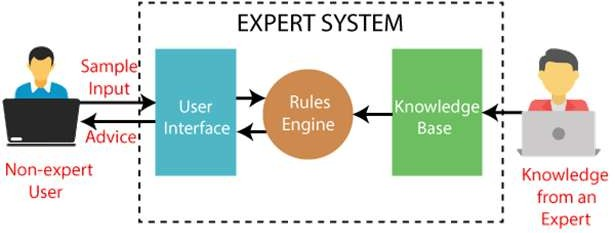 EXPERT SYSTEM
Sample
Input
Advice
Non-expert
User
User
Interface
Rules
Engine
Knowledge
Base
Knowledge
from an
Expert